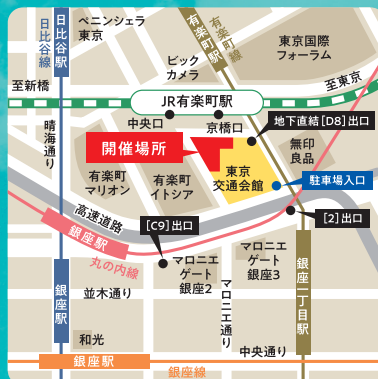 日比谷線
日比谷駅
ペニンシェラ
東京
有楽町駅
有楽町線
ビック
カメラ
東京国際
フォーラム
至新橋
至東京
JR有楽町駅
中央口
京橋口
地下直結[D8]出口
晴海通り
開催場所
無印
良品
有楽町
マリオン
有楽町
イトシア
東京
交通会館
駐車場入口
高速道路
[C9]出口
[2]出口
銀座駅
丸の内線
マロニエ
ゲート
銀座2
マロニエ
ゲート
銀座3
銀座一丁目駅
銀座駅
並木通り
マロニエ通り
和光
中央通り
銀座駅
銀座線